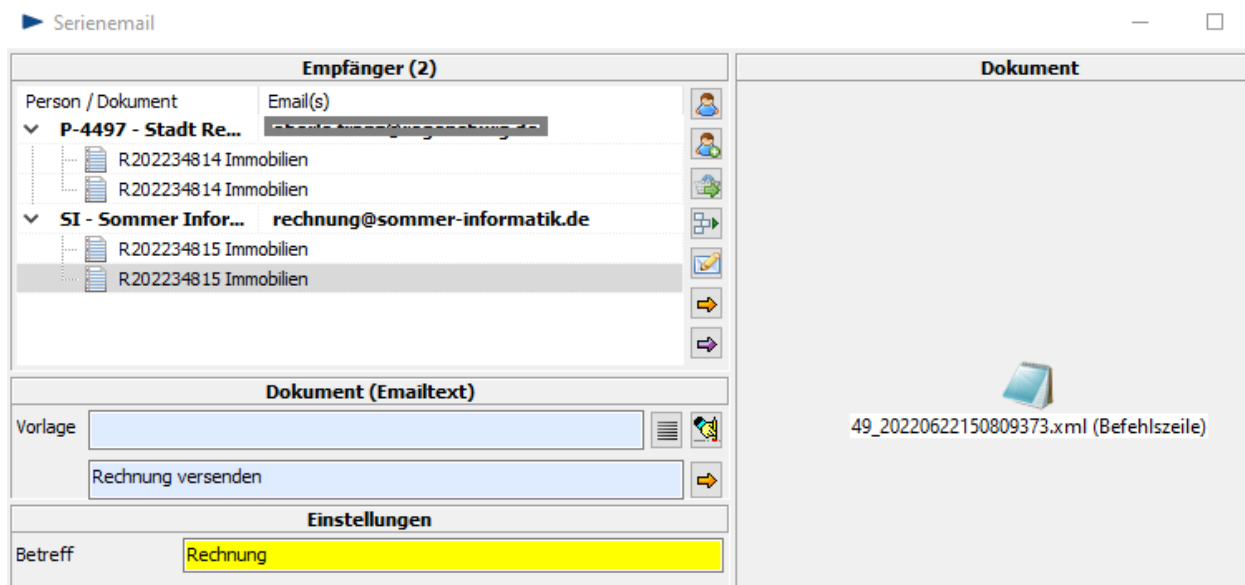 Serienemail
Empfänger (2)
Person / Dokument Email(s)
P-4497 - Stadt Re...
R202234814 Immobilien
R202234814 Immobilien
SI - Sommer Infor... rechnung@sommer-informatik.de
R202234815 Immobilien
R202234815 Immobilien
Dokument (Emailtext)
Vorlage
Rechnung versenden
Einstellungen
Betreff Rechnung
Dokument
49_20220622150809373.xml (Befehlszeile)